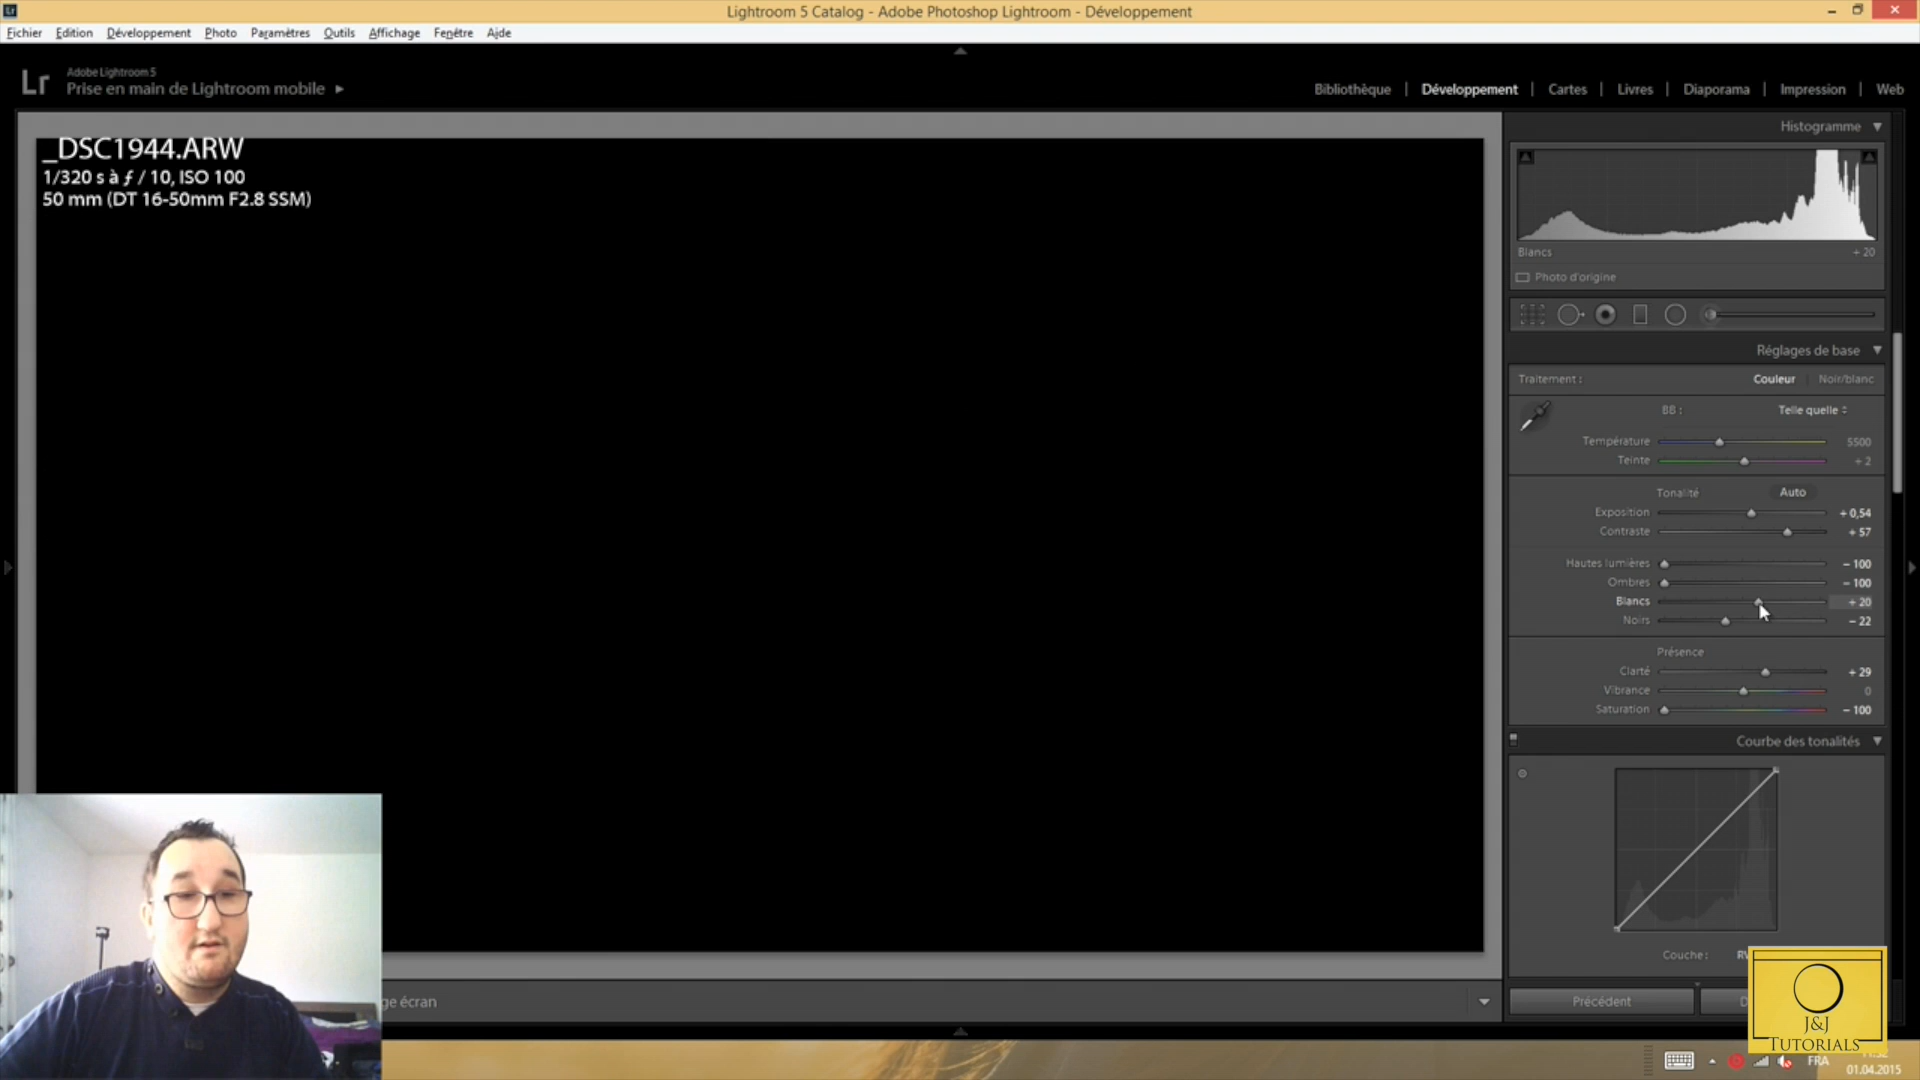 Lightroom 5 Catalog - Adobe Photoshop Lightroom - Développement
Fichier Edition Développement Photo Paramètres Outils Affichage Fenêtre Aide
Lr
Adobe Lightroom 5
Prise en main de Lightroom mobile
Bibliothèque | Développement | Cartes | Livres | Diaporama | Impression | Web
_DSC1944.ARW
1/320 s à ƒ / 10, ISO 100
50 mm (DT 16-50mm F2.8 SSM)
Histogramme
Blancs + 20
Photo d'origine
Réglages de base
Traitement : Couleur | Noir/blanc
BB : Telle quelle
Température 5500
Teinte + 2
Tonalité Auto
Exposition + 0,54
Contraste + 57
Hautes lumières - 100
Ombres - 100
Blancs + 20
Noirs - 22
Présence
Clarté + 29
Vibrance 0
Saturation - 100
Courbe des tonalités
Couche :
ge écran
Précédent
J&J
TUTORIALS
FRA
01.04.2015